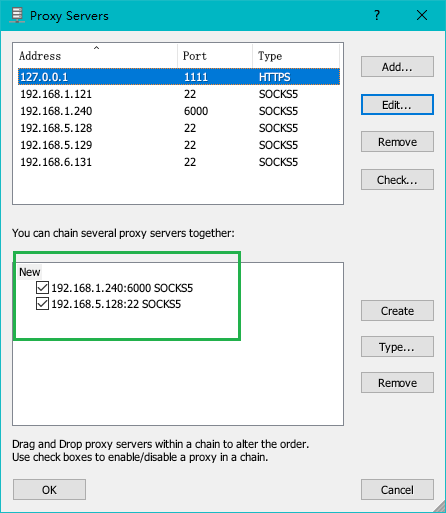 Proxy Servers
Address Port Type
127.0.0.1 1111 HTTPS
192.168.1.121 22 SOCKS5
192.168.1.240 6000 SOCKS5
192.168.5.128 22 SOCKS5
192.168.5.129 22 SOCKS5
192.168.6.131 22 SOCKS5
Add...
Edit...
Remove
Check...
You can chain several proxy servers together:
New
192.168.1.240:6000 SOCKS5
192.168.5.128:22 SOCKS5
Create
Type...
Remove
Drag and Drop proxy servers within a chain to alter the order.
Use check boxes to enable/disable a proxy in a chain.
OK
Cancel